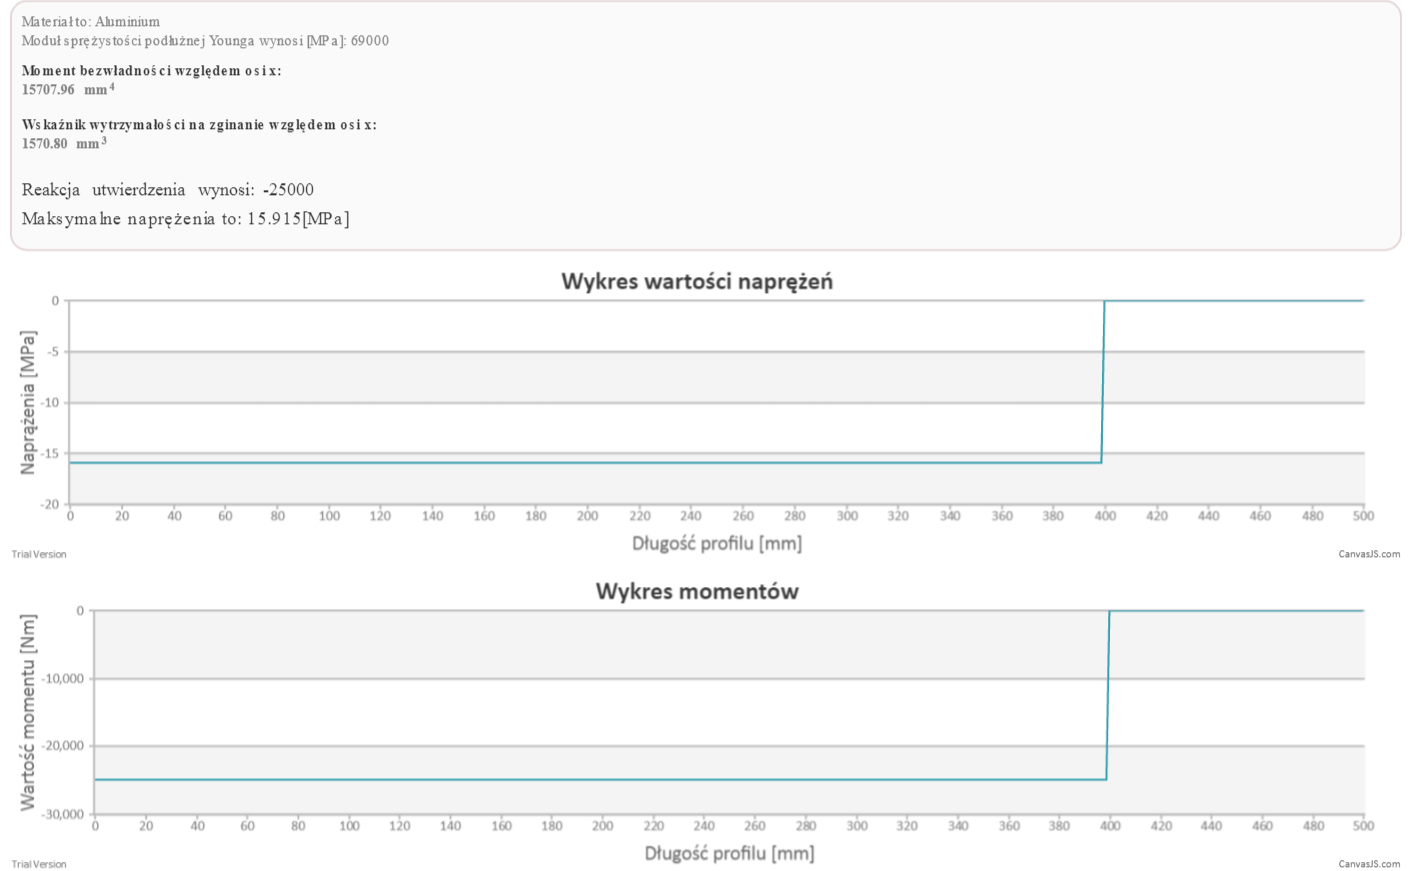 Materiał to: Aluminium
Moduł sprężystości podłużnej Younga wynosi [MPa]: 69000
Moment bezwładności względem osi x:
15707.96 mm⁴
Wskaźnik wytrzymałości na zginanie względem osi x:
1570.80 mm³
Reakcja utwierdzenia wynosi: -25000
Maksymalne naprężenia to: 15.915[MPa]
Wykres wartości naprężeń
Naprążenia [MPa]
0
-5
-10
-15
-20
0 20 40 60 80 100 120 140 160 180 200 220 240 260 280 300 320 340 360 380 400 420 440 460 480 500
Długość profilu [mm]
Trial Version
CanvasJS.com
Wykres momentów
Wartość momentu [Nm]
0
-10,000
-20,000
-30,000
0 20 40 60 80 100 120 140 160 180 200 220 240 260 280 300 320 340 360 380 400 420 440 460 480 500
Długość profilu [mm]
Trial Version
CanvasJS.com